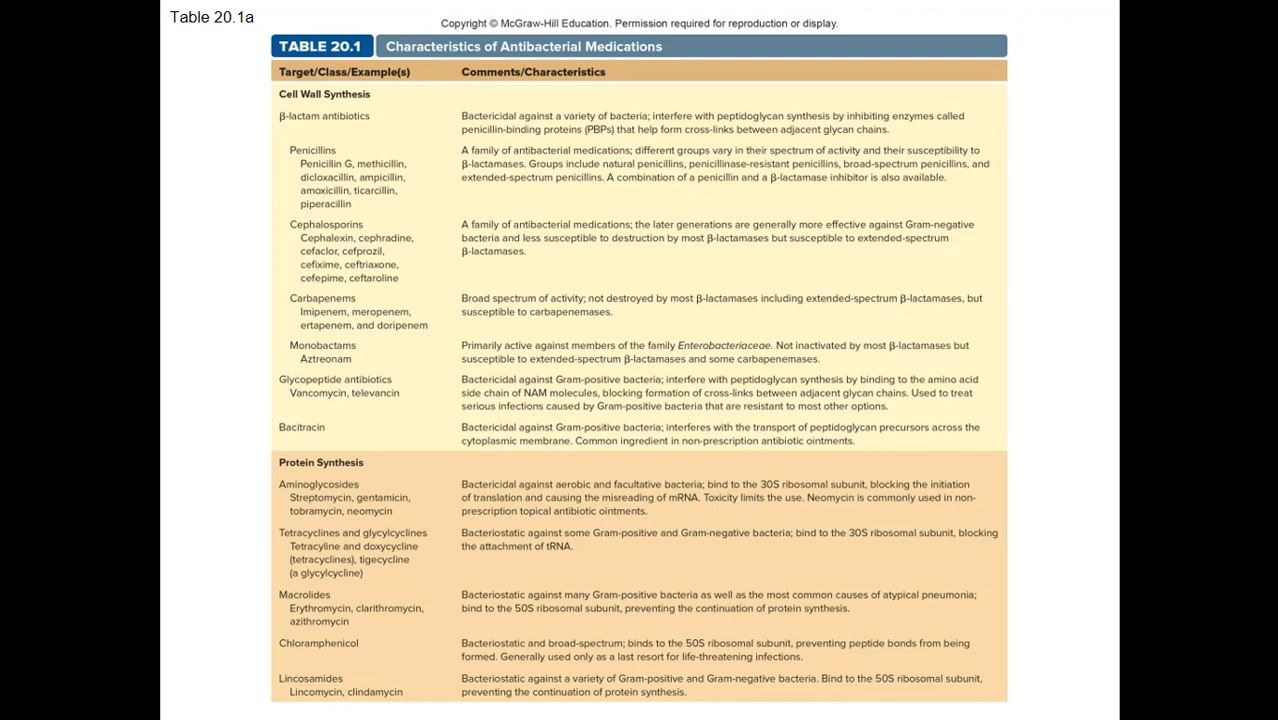 Table 20.1a
Copyright © McGraw-Hill Education. Permission required for reproduction or display.
TABLE 20.1 Characteristics of Antibacterial Medications
Target/Class/Example(s) Comments/Characteristics
Cell Wall Synthesis
β-lactam antibiotics Bactericidal against a variety of bacteria; interfere with peptidoglycan synthesis by inhibiting enzymes called
penicillin-binding proteins (PBPs) that help form cross-links between adjacent glycan chains.
Penicillins A family of antibacterial medications; different groups vary in their spectrum of activity and their susceptibility to
Penicillin G, methicillin, β-lactamases. Groups include natural penicillins, penicillinase-resistant penicillins, broad-spectrum penicillins, and
dicloxacillin, ampicillin, extended-spectrum penicillins. A combination of a penicillin and a β-lactamase inhibitor is also available.
amoxicillin, ticarcillin,
piperacillin
Cephalosporins A family of antibacterial medications; the later generations are generally more effective against Gram-negative
Cephalexin, cephradine, bacteria and less susceptible to destruction by most β-lactamases but susceptible to extended-spectrum
cefaclor, cefprozil, β-lactamases.
cefixime, ceftriaxone,
cefepime, ceftaroline
Carbapenems Broad spectrum of activity; not destroyed by most β-lactamases including extended-spectrum β-lactamases, but
Imipenem, meropenem, susceptible to carbapenemases.
ertapenem, and doripenem
Monobactams Primarily active against members of the family Enterobacteriaceae. Not inactivated by most β-lactamases but
Aztreonam susceptible to extended-spectrum β-lactamases and some carbapenemases.
Glycopeptide antibiotics Bactericidal against Gram-positive bacteria; interfere with peptidoglycan synthesis by binding to the amino acid
Vancomycin, televancin side chain of NAM molecules, blocking formation of cross-links between adjacent glycan chains. Used to treat
serious infections caused by Gram-positive bacteria that are resistant to most other options.
Bacitracin Bactericidal against Gram-positive bacteria; interferes with the transport of peptidoglycan precursors across the
cytoplasmic membrane. Common ingredient in non-prescription antibiotic ointments.
Protein Synthesis
Aminoglycosides Bactericidal against aerobic and facultative bacteria; bind to the 30S ribosomal subunit, blocking the initiation
Streptomycin, gentamicin, of translation and causing the misreading of mRNA. Toxicity limits the use. Neomycin is commonly used in non-
tobramycin, neomycin prescription topical antibiotic ointments.
Tetracyclines and glycylcyclines Bacteriostatic against some Gram-positive and Gram-negative bacteria; bind to the 30S ribosomal subunit, blocking
Tetracyline and doxycycline the attachment of tRNA.
(tetracyclines), tigecycline
(a glycylcycline)
Macrolides Bacteriostatic against many Gram-positive bacteria as well as the most common causes of atypical pneumonia;
Erythromycin, clarithromycin, bind to the 50S ribosomal subunit, preventing the continuation of protein synthesis.
azithromycin
Chloramphenicol Bacteriostatic and broad-spectrum; binds to the 50S ribosomal subunit, preventing peptide bonds from being
formed. Generally used only as a last resort for life-threatening infections.
Lincosamides Bacteriostatic against a variety of Gram-positive and Gram-negative bacteria. Bind to the 50S ribosomal subunit,
Lincomycin, clindamycin preventing the continuation of protein synthesis.